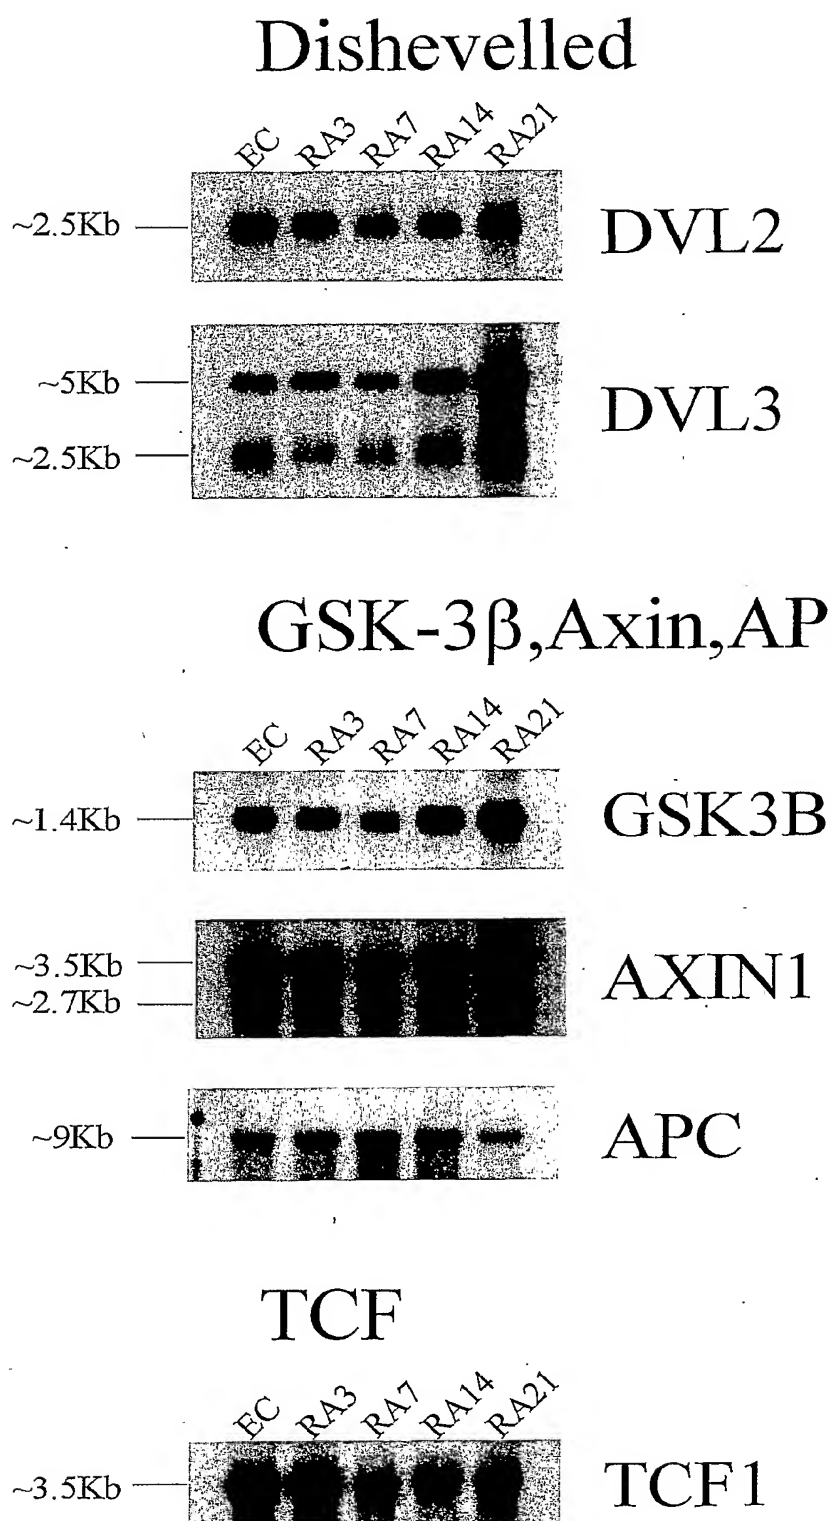 Dishevelled
EC RA3 RA7 RA14 RA21
~2.5Kb DVL2
~5Kb
DVL3
~2.5Kb
GSK-3β,Axin,AP
EC RA3 RA7 RA14 RA21
~1.4Kb GSK3B
~3.5Kb AXIN1
~2.7Kb
~9Kb APC
TCF
EC RA3 RA7 RA14 RA21
~3.5Kb TCF1